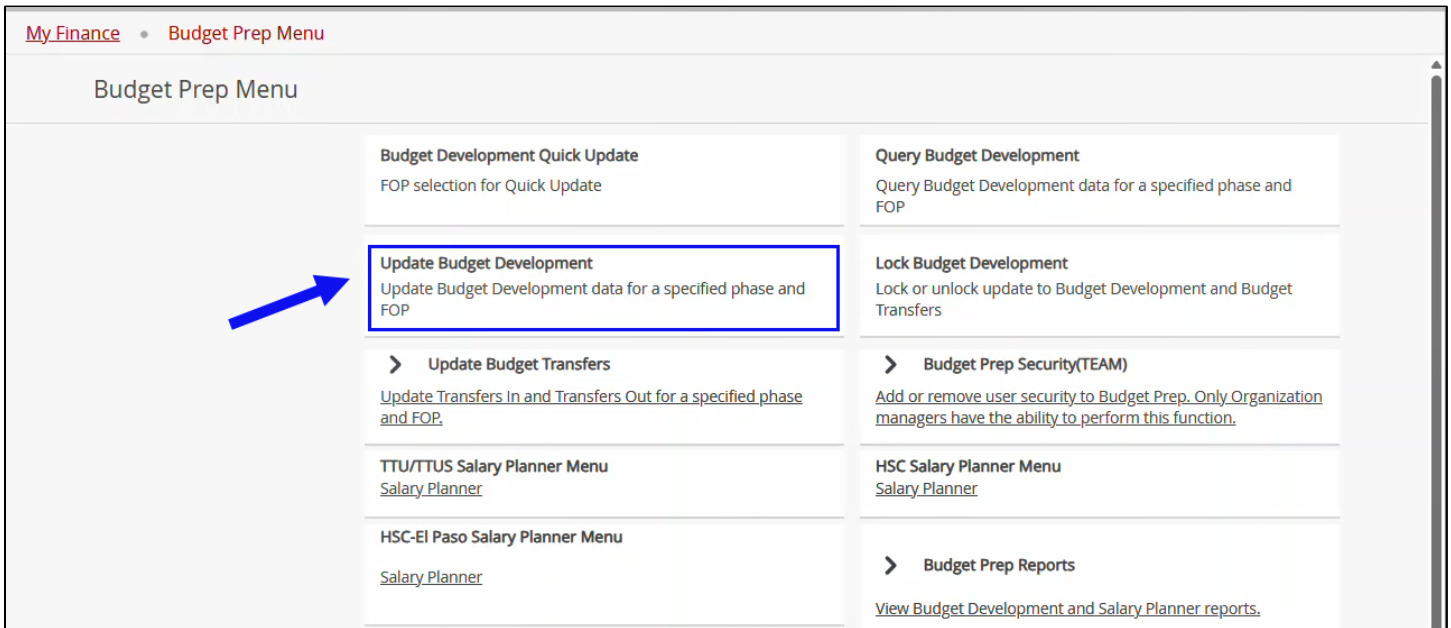 My Finance • Budget Prep Menu
Budget Prep Menu
Budget Development Quick Update
FOP selection for Quick Update
Query Budget Development
Query Budget Development data for a specified phase and
FOP
Update Budget Development
Update Budget Development data for a specified phase and
FOP
Lock Budget Development
Lock or unlock update to Budget Development and Budget
Transfers
Update Budget Transfers
Update Transfers In and Transfers Out for a specified phase
and FOP.
Budget Prep Security(TEAM)
Add or remove user security to Budget Prep. Only Organization
managers have the ability to perform this function.
TTU/TTUS Salary Planner Menu
Salary Planner
HSC Salary Planner Menu
Salary Planner
HSC-El Paso Salary Planner Menu
Salary Planner
Budget Prep Reports
View Budget Development and Salary Planner reports.